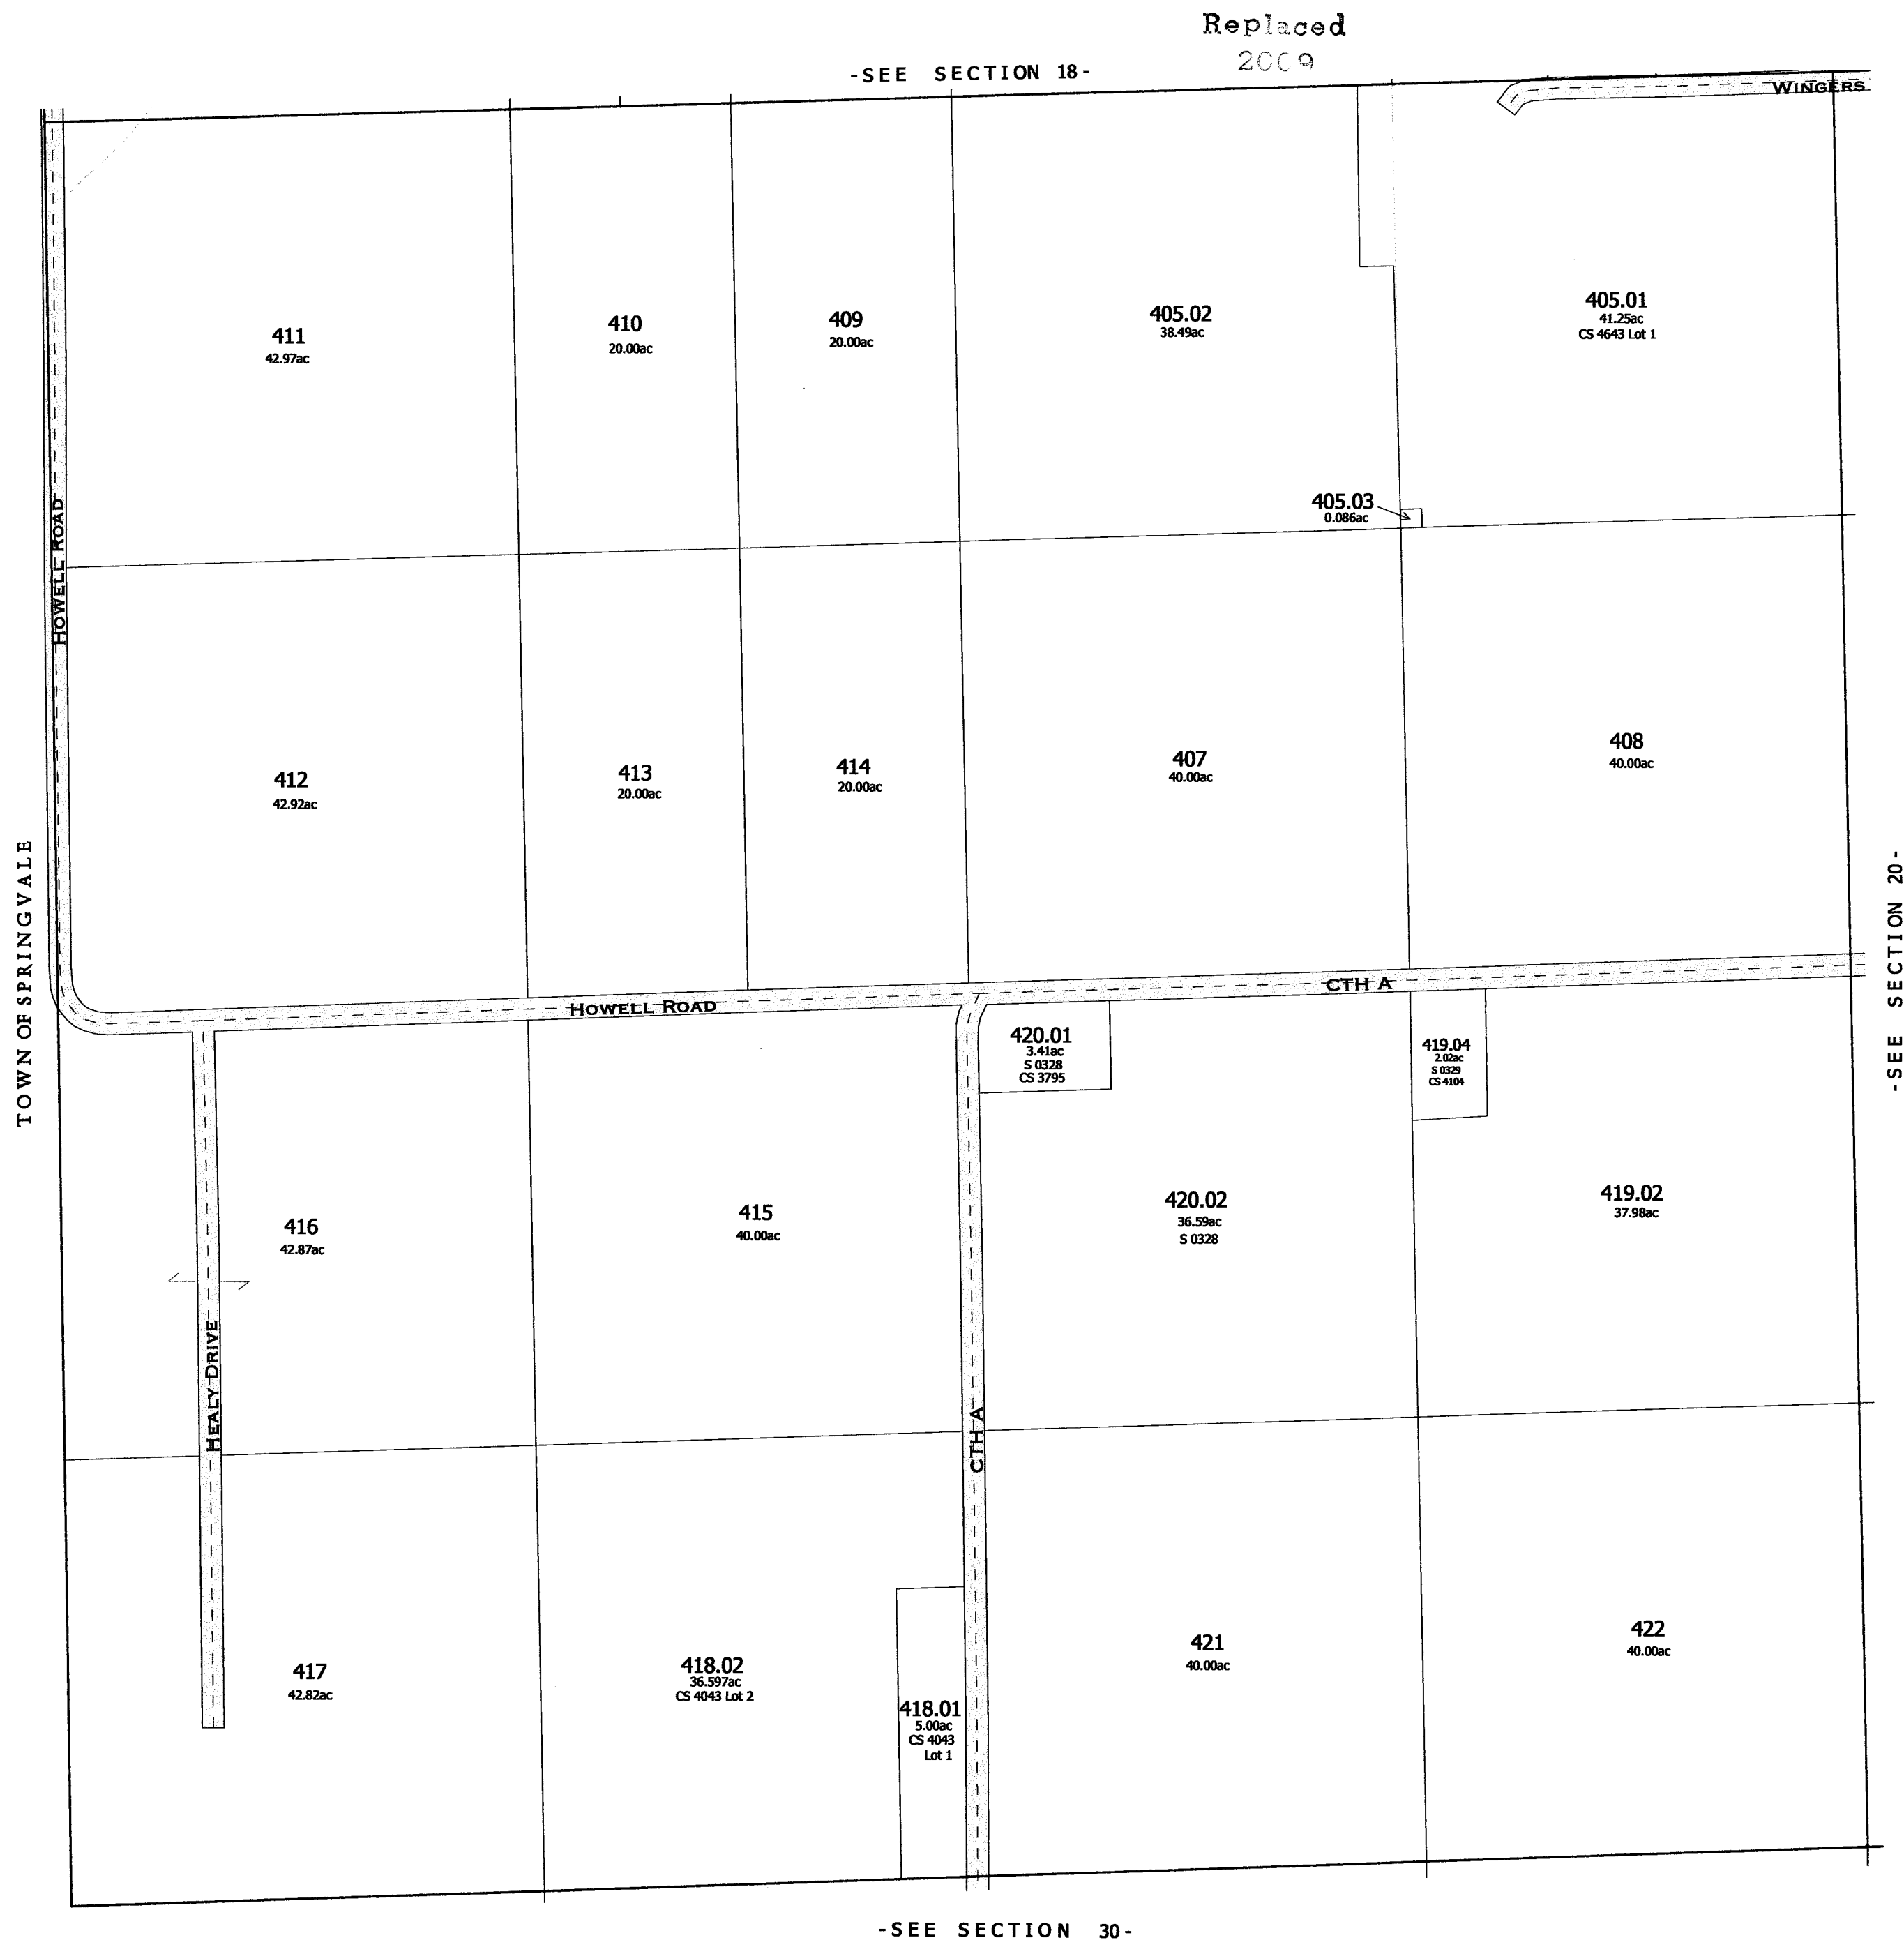 Replaced
2009
-SEE SECTION 18-
WINGERS
411
42.97ac
410
20.00ac
409
20.00ac
405.02
38.49ac
405.01
41.25ac
CS 4643 Lot 1
405.03
0.086ac
HOWELL ROAD
412
42.92ac
413
20.00ac
414
20.00ac
407
40.00ac
408
40.00ac
TOWN OF SPRINGVALE
-SEE SECTION 20-
HOWELL ROAD
CTH A
420.01
3.41ac
S 0328
CS 3795
419.04
2.02ac
S 0329
CS 4104
416
42.87ac
415
40.00ac
420.02
36.59ac
S 0328
419.02
37.98ac
HEALY DRIVE
CTH A
417
42.82ac
418.02
36.597ac
CS 4043 Lot 2
418.01
5.00ac
CS 4043
Lot 1
421
40.00ac
422
40.00ac
-SEE SECTION 30-